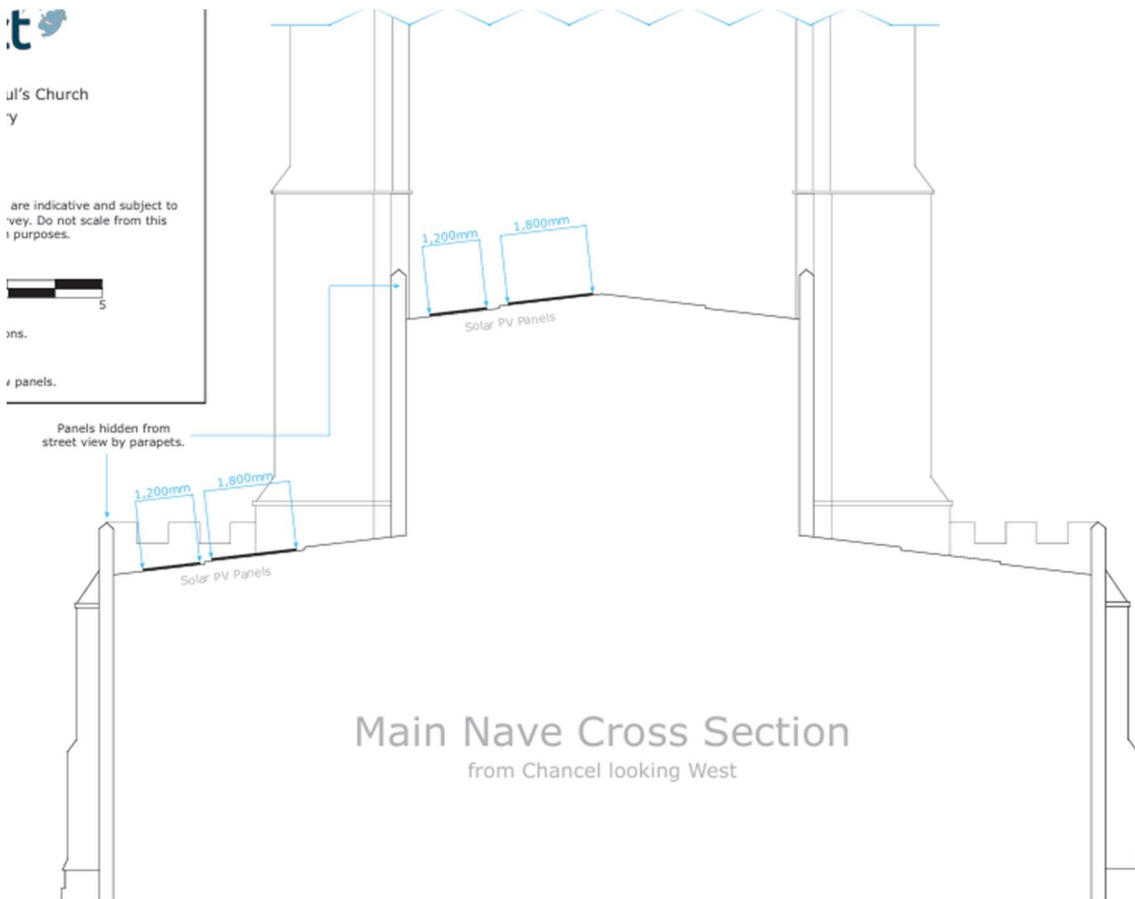 tt
ul's Church
ry
are indicative and subject to
vey. Do not scale from this
n purposes.
5
ons.
panels.
1,200mm
1,800mm
Solar PV Panels
Panels hidden from
street view by parapets.
1,200mm
1,800mm
Solar PV Panels
Main Nave Cross Section
from Chancel looking West